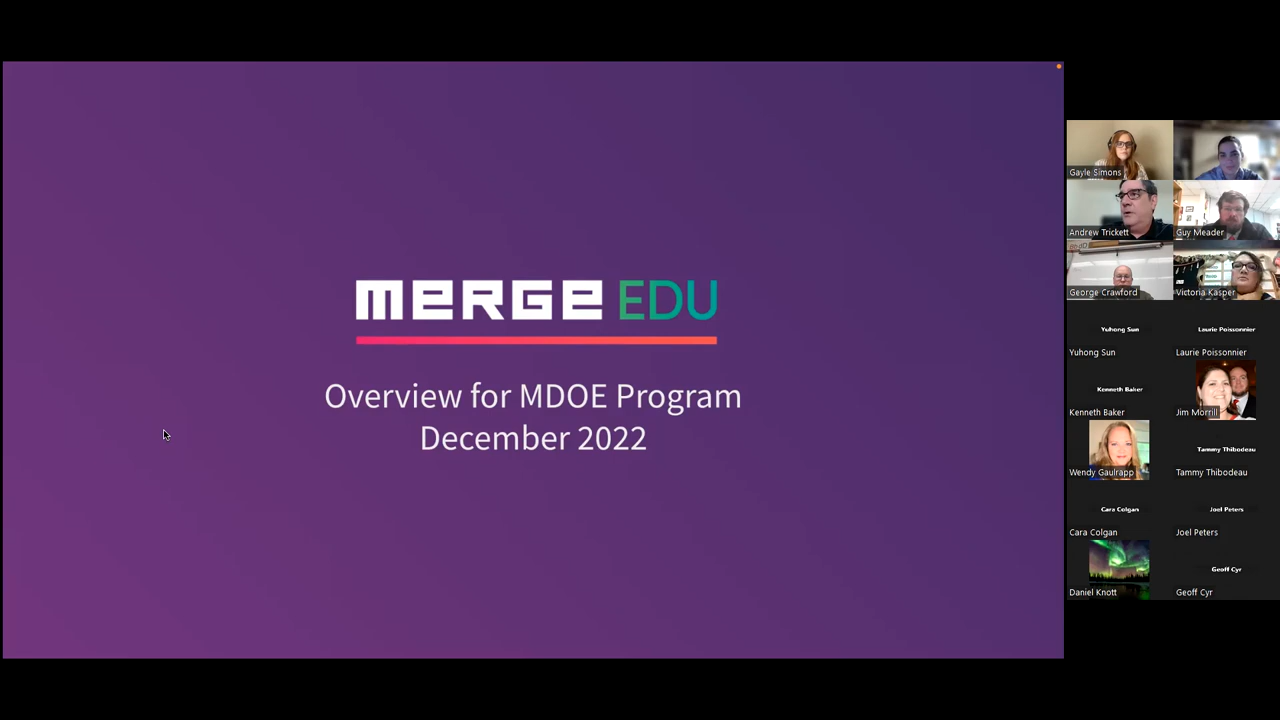 MERGE EDU
Overview for MDOE Program
December 2022
Gayle Simons
Andrew Trickett
Guy Meader
George Crawford
Victoria Kasper
Yuhong Sun
Laurie Poissonnier
Yuhong Sun
Laurie Poissonnier
Kenneth Baker
Kenneth Baker
Jim Morrill
Wendy Gaulrapp
Tammy Thibodeau
Tammy Thibodeau
Cara Colgan
Joel Peters
Cara Colgan
Joel Peters
Geoff Cyr
Daniel Knott
Geoff Cyr